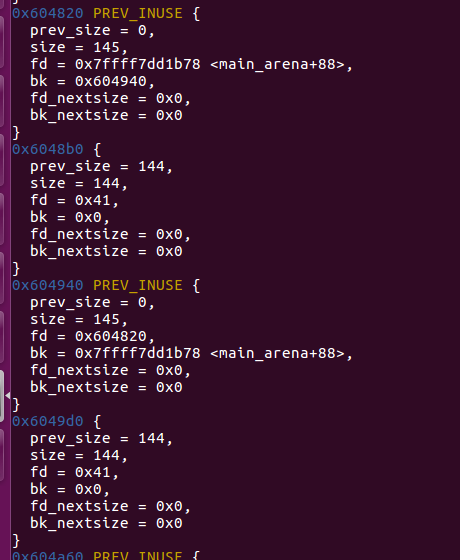 0x604820 PREV_INUSE {
prev_size = 0,
size = 145,
fd = 0x7ffff7dd1b78 <main_arena+88>,
bk = 0x604940,
fd_nextsize = 0x0,
bk_nextsize = 0x0
}
0x6048b0 {
prev_size = 144,
size = 144,
fd = 0x41,
bk = 0x0,
fd_nextsize = 0x0,
bk_nextsize = 0x0
}
0x604940 PREV_INUSE {
prev_size = 0,
size = 145,
fd = 0x604820,
bk = 0x7ffff7dd1b78 <main_arena+88>,
fd_nextsize = 0x0,
bk_nextsize = 0x0
}
0x6049d0 {
prev_size = 144,
size = 144,
fd = 0x41,
bk = 0x0,
fd_nextsize = 0x0,
bk_nextsize = 0x0
}
0x604a60 PREV_INUSE {